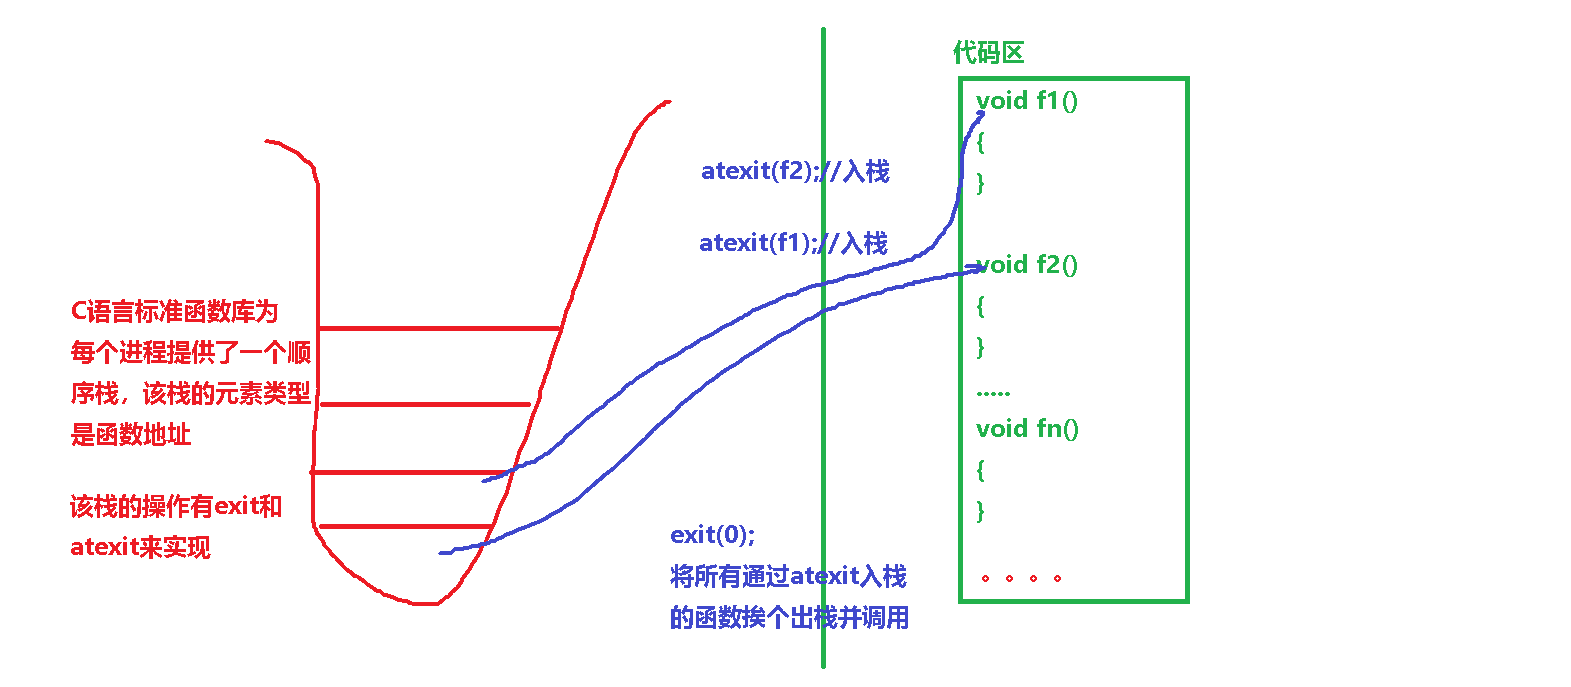 C语言标准函数库为
每个进程提供了一个顺
序栈，该栈的元素类型
是函数地址
该栈的操作有exit和
atexit来实现
atexit(f2);//入栈
atexit(f1);//入栈
exit(0);
将所有通过atexit入栈
的函数挨个出栈并调用
代码区
void f1()
{
}
void f2()
{
}
.....
void fn()
{
}
。。。。